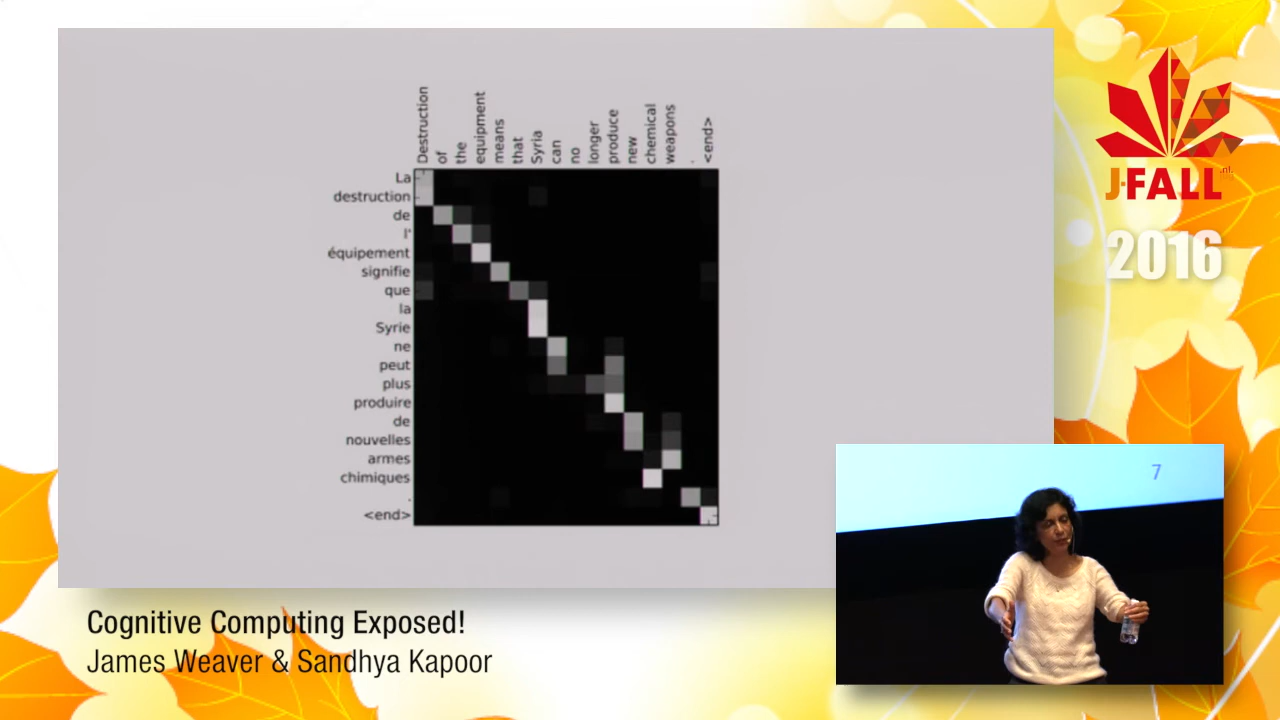 Destruction
of
the
equipment
means
that
Syria
can
no
longer
produce
new
chemical
weapons
.
<end>
La
destruction
de
l'
équipement
signifie
que
la
Syrie
ne
peut
plus
produire
de
nouvelles
armes
chimiques
.
<end>
J-FALL.nl
2016
7
Cognitive Computing Exposed!
James Weaver & Sandhya Kapoor